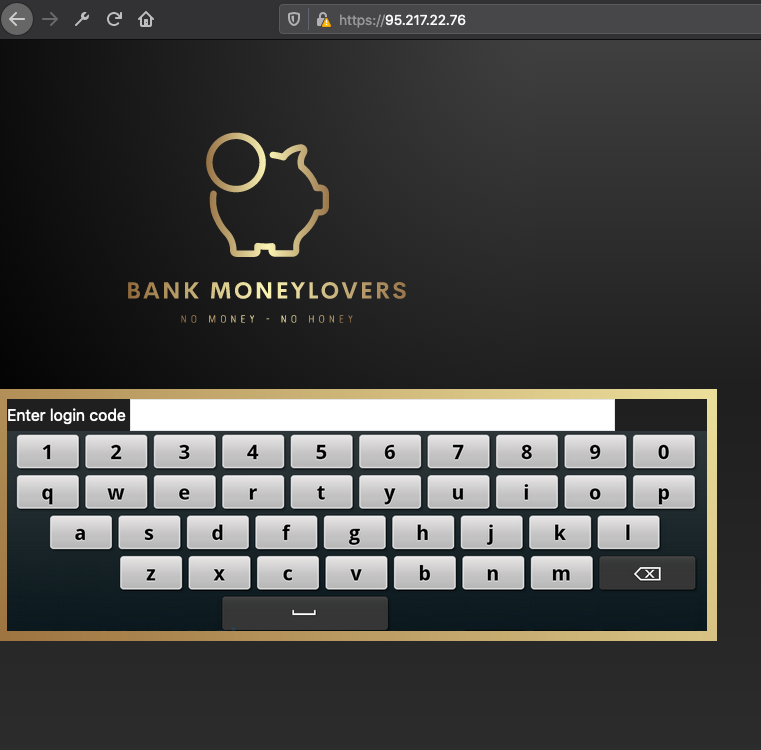 https://95.217.22.76
BANK MONEYLOVERS
NO MONEY - NO HONEY
Enter login code
1 2 3 4 5 6 7 8 9 0
q w e r t y u i o p
a s d f g h j k l
z x c v b n m